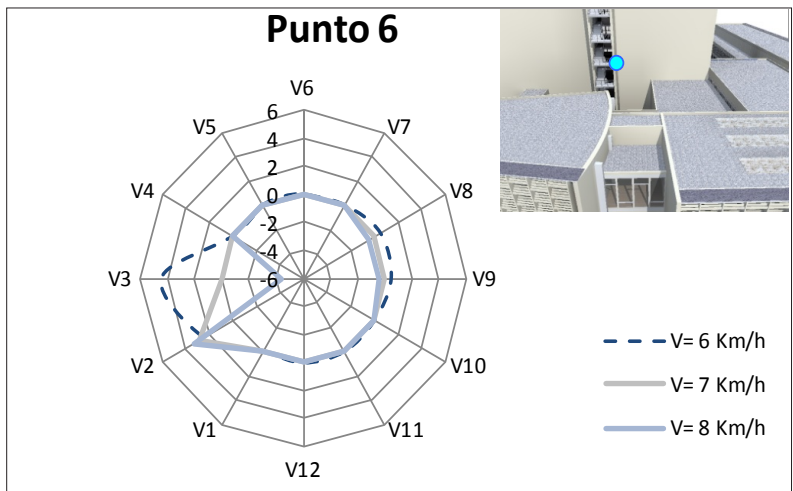 Punto 6
V6
V5
V7
V4
V8
V3
V9
V2
V10
V1
V11
V12
6
4
2
0
-2
-4
-6
V= 6 Km/h
V= 7 Km/h
V= 8 Km/h